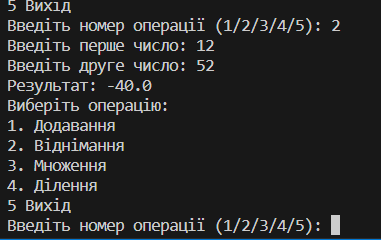 5 Вихід
Введіть номер операції (1/2/3/4/5): 2
Введіть перше число: 12
Введіть друге число: 52
Результат: -40.0
Виберіть операцію:
1. Додавання
2. Віднімання
3. Множення
4. Ділення
5 Вихід
Введіть номер операції (1/2/3/4/5):